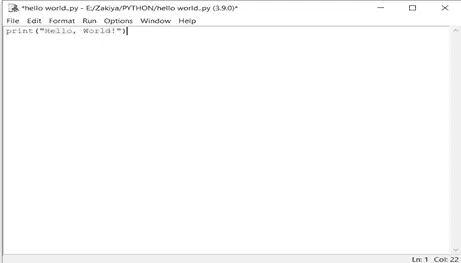 *hello world..py - E:/Zakiya/PYTHON/hello world..py (3.9.0)*
File Edit Format Run Options Window Help
print("Hello, World!")
Ln: 1 Col: 22